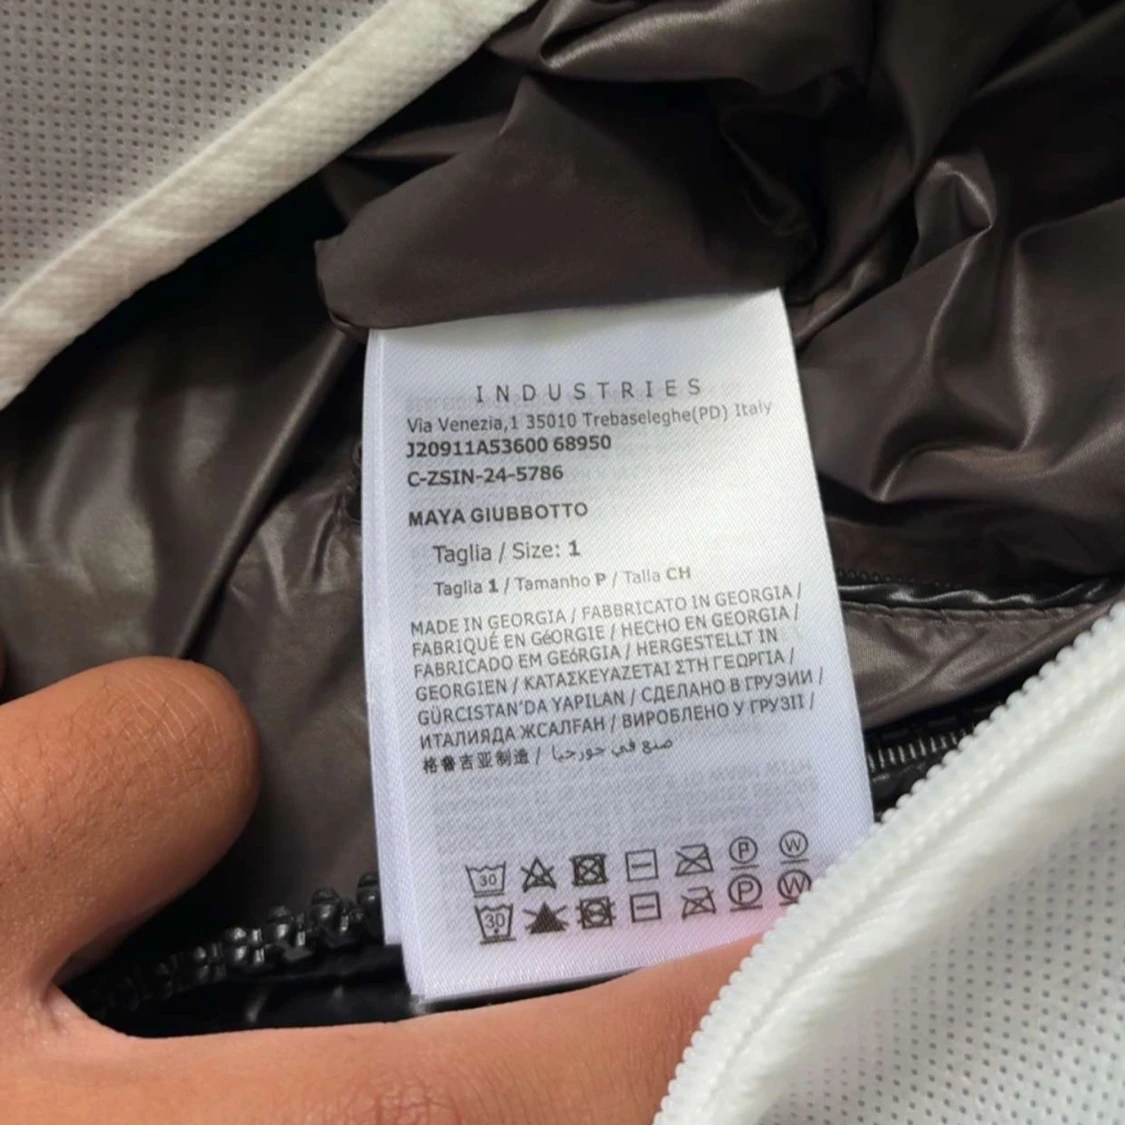 INDUSTRIES
Via Venezia,1 35010 Trebaseleghe(PD) Italy
J20911A53600 68950
C-ZSIN-24-5786
MAYA GIUBBOTTO
Taglia / Size: 1
Taglia 1 / Tamanho P / Talla CH
MADE IN GEORGIA / FABBRICATO IN GEORGIA /
FABRIQUÉ EN GéORGIE / HECHO EN GEORGIA /
FABRICADO EM GEóRGIA / HERGESTELLT IN
GEORGIEN / ΚΑΤΑΣΚΕΥΑΖΕΤΑΙ ΣΤΗ ΓΕΩΡΓΙΑ /
GÜRCISTAN'DA YAPILAN / СДЕЛАНО В ГРУЗИИ /
ИТАЛИЯДА ЖСАЛҒАН / ВИРОБЛЕНО У ГРУЗІЇ /
格鲁吉亚制造 / صنع في جورجيا
30 P W
30 P W